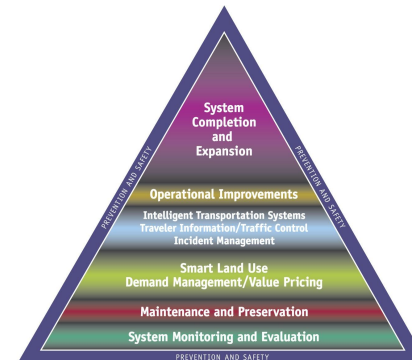 System
Completion
and
Expansion
PREVENTION AND SAFETY
PREVENTION AND SAFETY
Operational Improvements
Intelligent Transportation Systems
Traveler Information/Traffic Control
Incident Management
Smart Land Use
Demand Management/Value Pricing
Maintenance and Preservation
System Monitoring and Evaluation
PREVENTION AND SAFETY